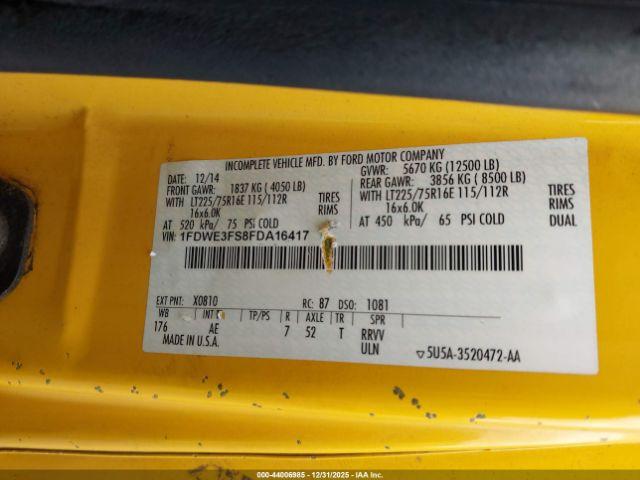 INCOMPLETE VEHICLE MFD. BY FORD MOTOR COMPANY
DATE: 12/14 GVWR: 5670 KG (12500 LB)
FRONT GAWR: 1837 KG ( 4050 LB) REAR GAWR: 3856 KG ( 8500 LB)
WITH LT225/75R16E 115/112R TIRES WITH LT225/75R16E 115/112R TIRES
16x6.0K RIMS 16x6.0K RIMS
AT 520 kPa/ 75 PSI COLD AT 450 kPa/ 65 PSI COLD DUAL
VIN: 1FDWE3FS8FDA16417
EXT PNT: X0810 RC: 87 DSO: 1081
WB INT TP/PS R AXLE TR SPR
176 AE 7 52 T RRVV
MADE IN U.S.A. ULN ▽5U5A-3520472-AA
000-44006985 - 12/31/2025 - IAAI.com